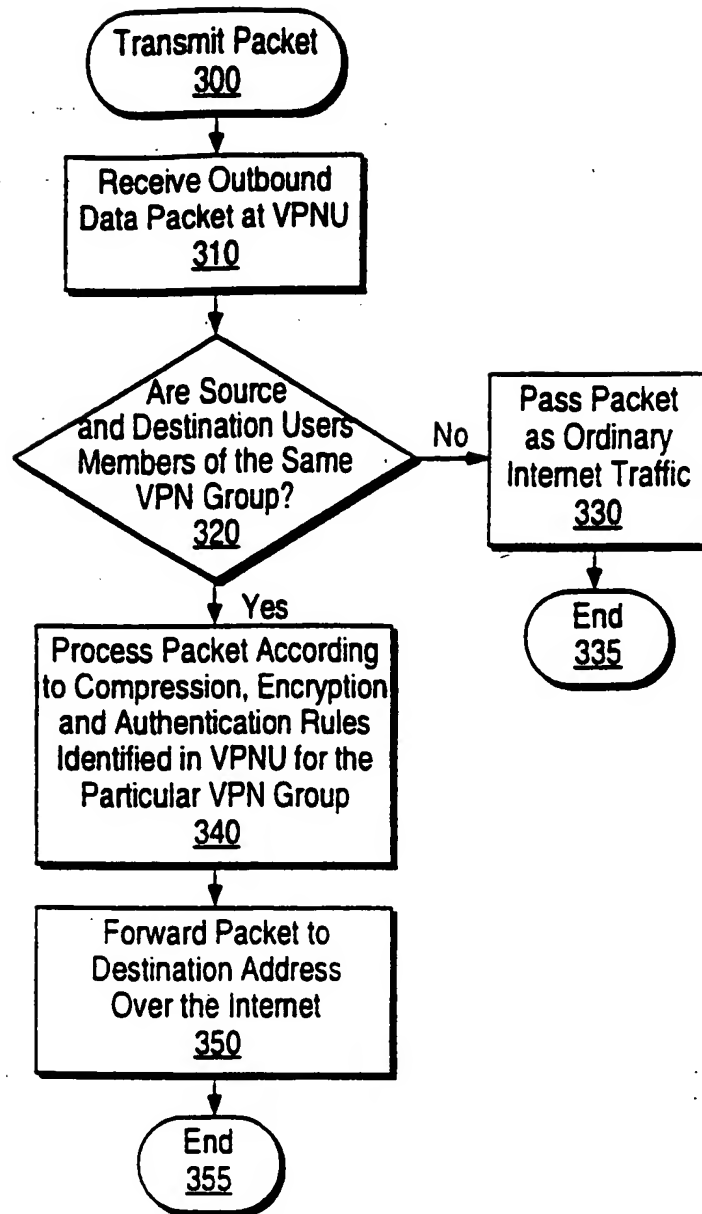 Transmit Packet
300
Receive Outbound
Data Packet at VPNU
310
Are Source
and Destination Users
Members of the Same
VPN Group?
320
No
Pass Packet
as Ordinary
Internet Traffic
330
End
335
Yes
Process Packet According
to Compression, Encryption
and Authentication Rules
Identified in VPNU for the
Particular VPN Group
340
Forward Packet to
Destination Address
Over the Internet
350
End
355